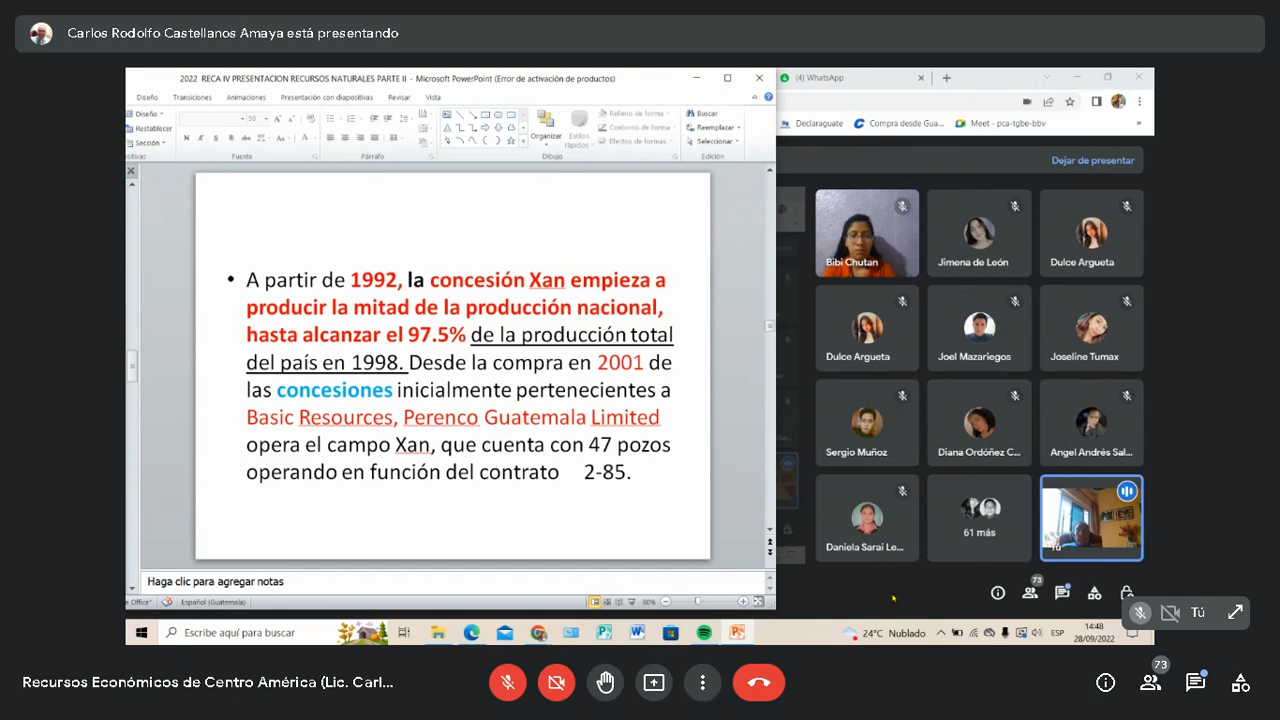 Carlos Rodolfo Castellanos Amaya está presentando
2022 RECA IV PRESENTACION RECURSOS NATURALES PARTE II - Microsoft PowerPoint (Error de activación de productos)
Diseño Transiciones Animaciones Presentación con diapositivas Revisar Vista
Diseño
Restablecer
Sección
50
Organizar
Estilos rápidos
Relleno de forma
Contorno de forma
Efectos de formas
Buscar
Reemplazar
Seleccionar
Fuente Párrafo Dibujo Edición
(4) WhatsApp
Declaraguate Compra desde Gua... Meet - pca-tgbe-bbv
Dejar de presentar
• A partir de 1992, la concesión Xan empieza a
producir la mitad de la producción nacional,
hasta alcanzar el 97.5% de la producción total
del país en 1998. Desde la compra en 2001 de
las concesiones inicialmente pertenecientes a
Basic Resources, Perenco Guatemala Limited
opera el campo Xan, que cuenta con 47 pozos
operando en función del contrato 2-85.
Haga clic para agregar notas
Español (Guatemala)
80%
Bibi Chutan Jimena de León Dulce Argueta
Dulce Argueta Joel Mazariegos Joseline Tumax
Sergio Muñoz Diana Ordóñez C... Angel Andrés Sal...
Daniela Sarai Le... 61 más Tú
73
Tú
Escribe aquí para buscar
24°C Nublado
ESP
14:48
28/09/2022
Recursos Económicos de Centro América (Lic. Carl...
73